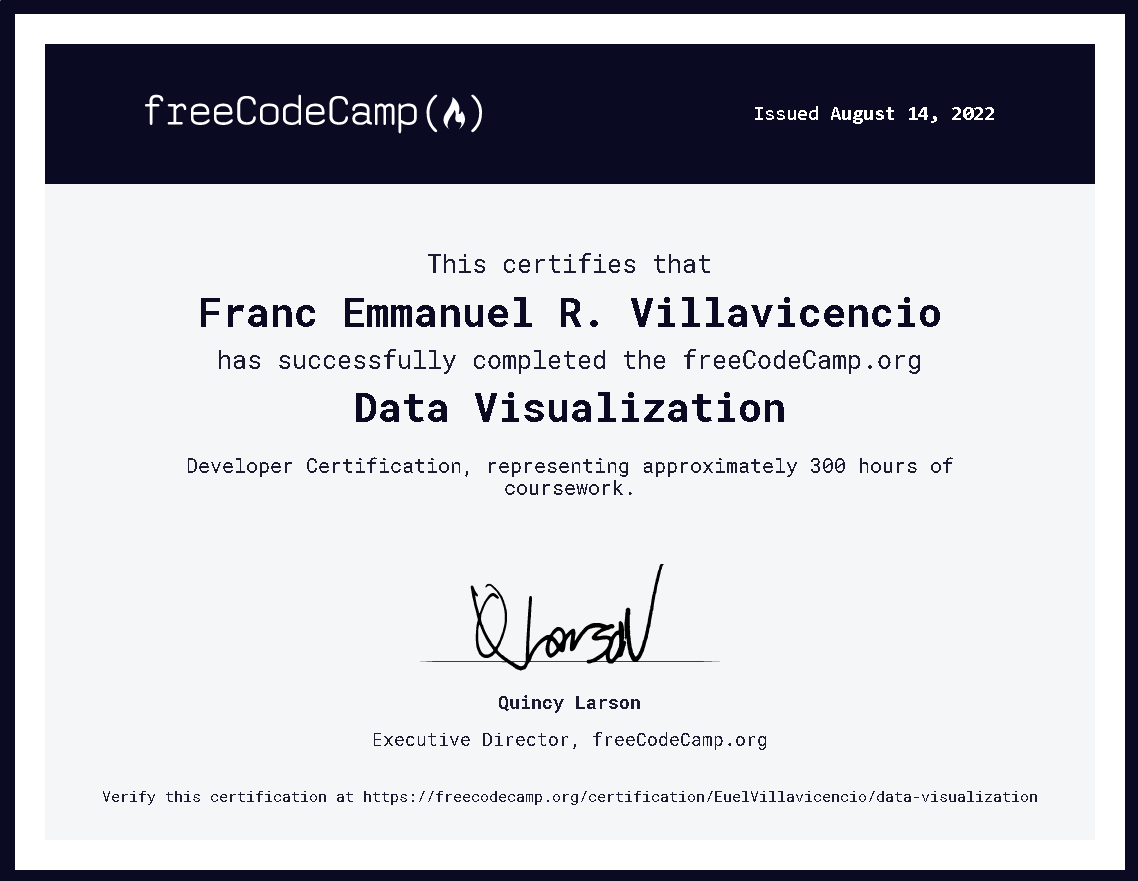 freeCodeCamp(🔥)
Issued August 14, 2022
This certifies that
Franc Emmanuel R. Villavicencio
has successfully completed the freeCodeCamp.org
Data Visualization
Developer Certification, representing approximately 300 hours of
coursework.
Q Larson
Quincy Larson
Executive Director, freeCodeCamp.org
Verify this certification at https://freecodecamp.org/certification/EuelVillavicencio/data-visualization